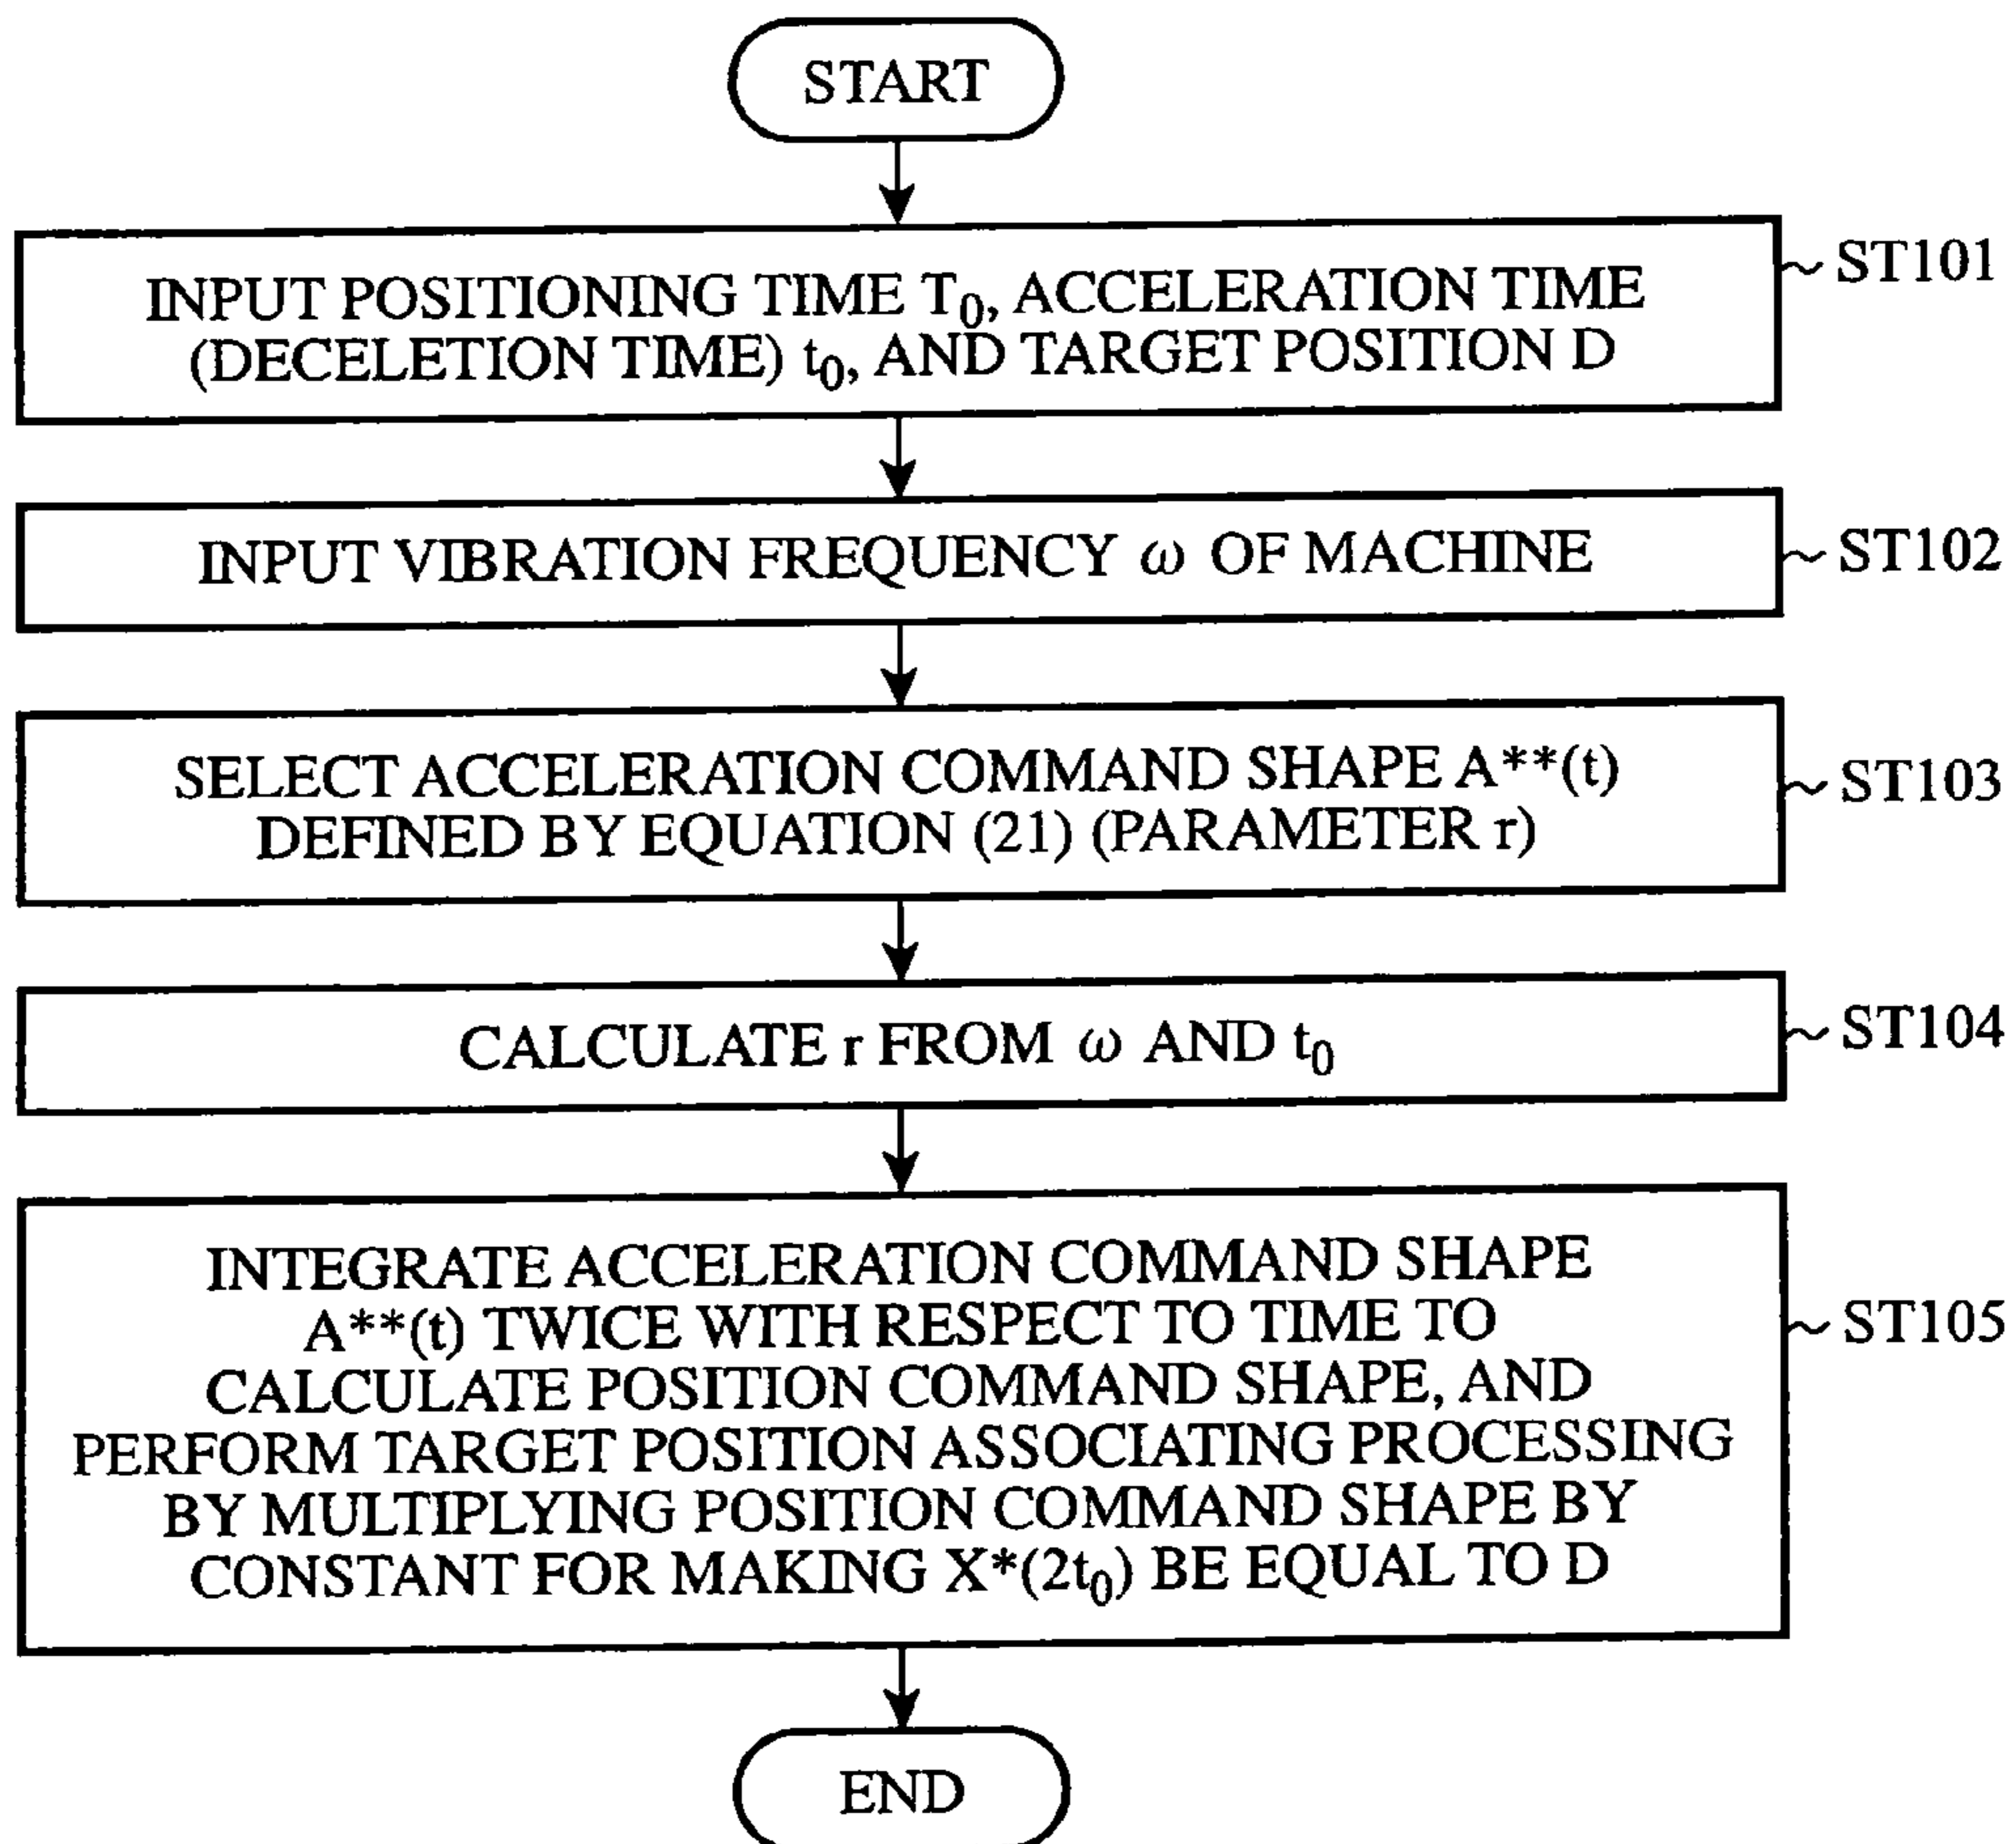 START
INPUT POSITIONING TIME T₀, ACCELERATION TIME
(DECELETION TIME) t₀, AND TARGET POSITION D
ST101
INPUT VIBRATION FREQUENCY ω OF MACHINE
ST102
SELECT ACCELERATION COMMAND SHAPE A**(t)
DEFINED BY EQUATION (21) (PARAMETER r)
ST103
CALCULATE r FROM ω AND t₀
ST104
INTEGRATE ACCELERATION COMMAND SHAPE
A**(t) TWICE WITH RESPECT TO TIME TO
CALCULATE POSITION COMMAND SHAPE, AND
PERFORM TARGET POSITION ASSOCIATING PROCESSING
BY MULTIPLYING POSITION COMMAND SHAPE BY
CONSTANT FOR MAKING X*(2t₀) BE EQUAL TO D
ST105
END